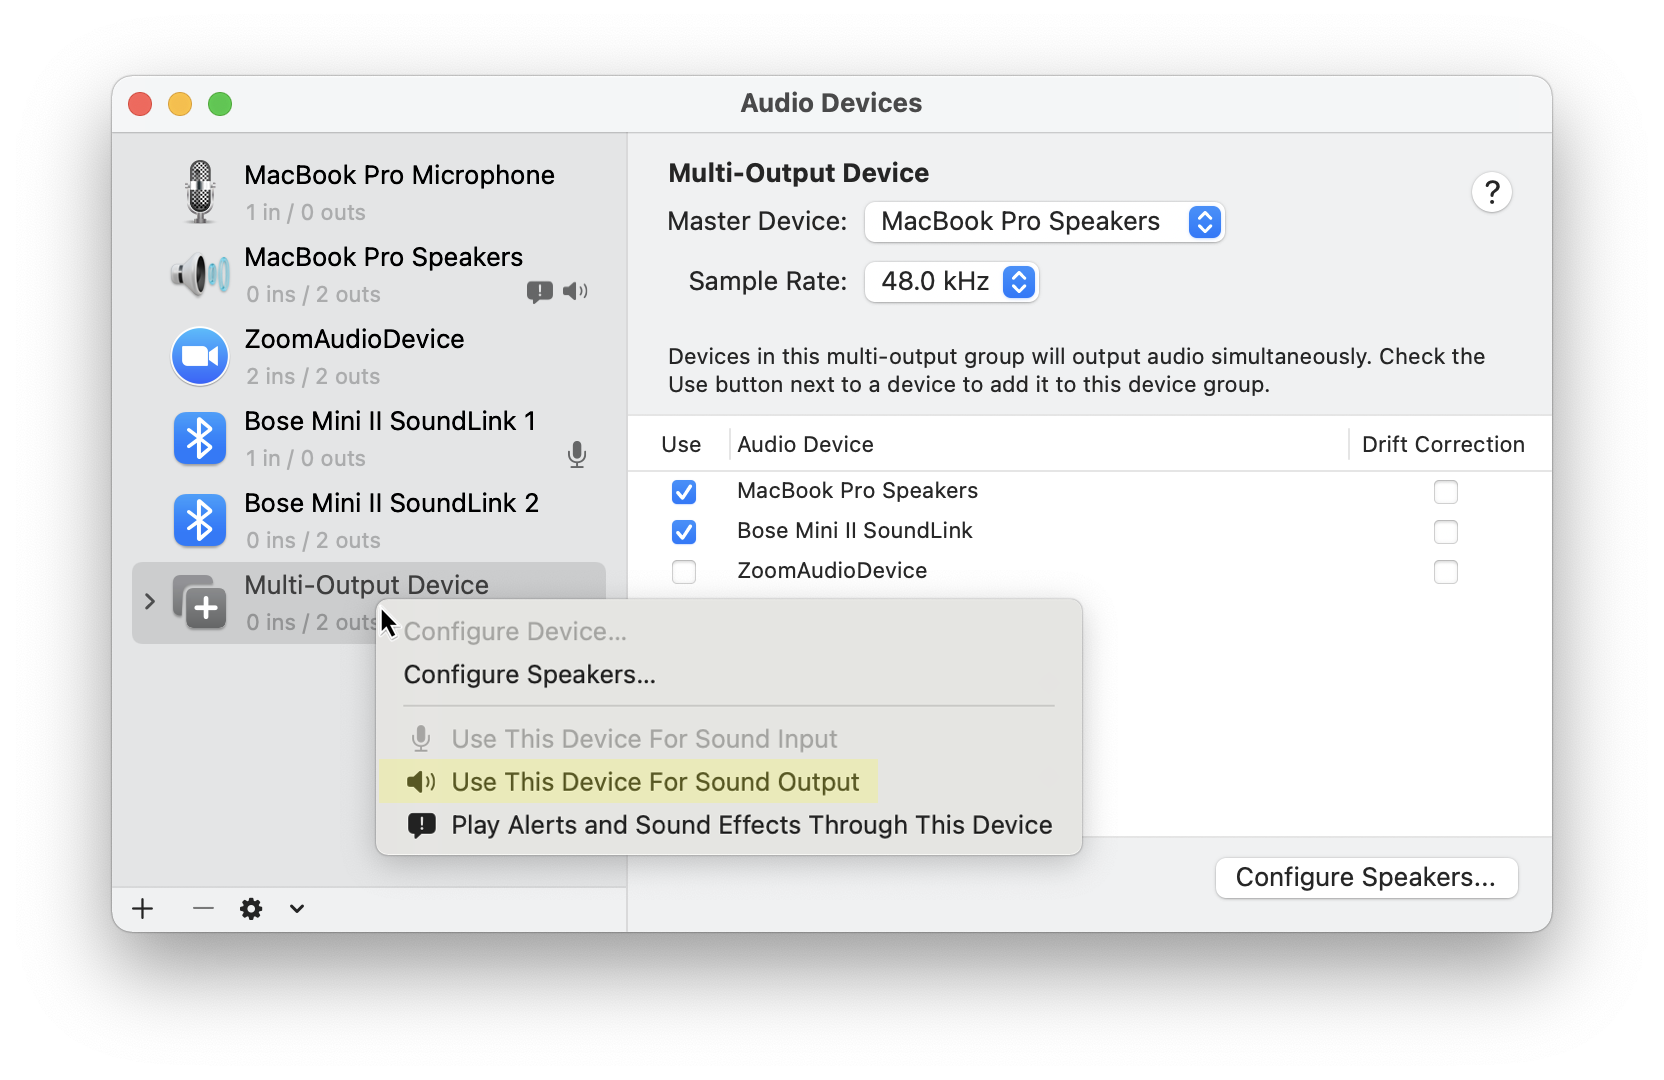 Audio Devices
MacBook Pro Microphone
1 in / 0 outs
MacBook Pro Speakers
0 ins / 2 outs
ZoomAudioDevice
2 ins / 2 outs
Bose Mini II SoundLink 1
1 in / 0 outs
Bose Mini II SoundLink 2
0 ins / 2 outs
Multi-Output Device
0 ins / 2 outs
Multi-Output Device
?
Master Device: MacBook Pro Speakers
Sample Rate: 48.0 kHz
Devices in this multi-output group will output audio simultaneously. Check the
Use button next to a device to add it to this device group.
Use Audio Device Drift Correction
MacBook Pro Speakers
Bose Mini II SoundLink
ZoomAudioDevice
Configure Device...
Configure Speakers...
Use This Device For Sound Input
Use This Device For Sound Output
Play Alerts and Sound Effects Through This Device
Configure Speakers...